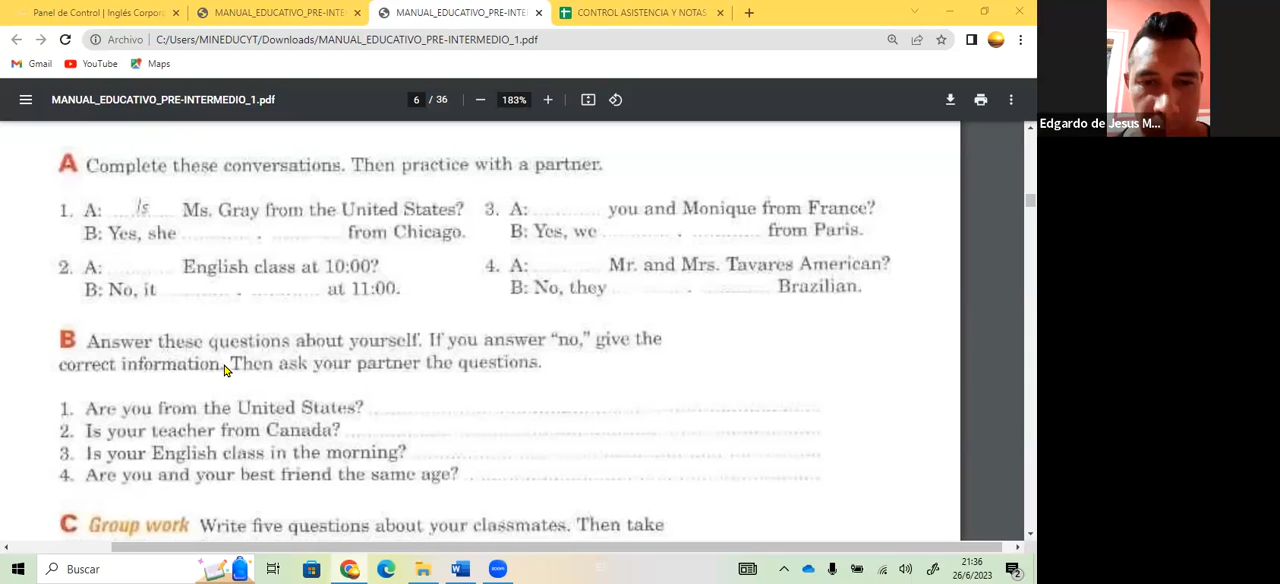 Panel de Control | Inglés Corpora
MANUAL_EDUCATIVO_PRE-INTE
MANUAL_EDUCATIVO_PRE-INTE
CONTROL ASISTENCIA Y NOTAS
Archivo | C:/Users/MINEDUCYT/Downloads/MANUAL_EDUCATIVO_PRE-INTERMEDIO_1.pdf
Gmail YouTube Maps
MANUAL_EDUCATIVO_PRE-INTERMEDIO_1.pdf 6 / 36 183%
Edgardo de Jesus M...
A Complete these conversations. Then practice with a partner.
1. A: Is Ms. Gray from the United States?
B: Yes, she ........ . ........ from Chicago.
2. A: ........ English class at 10:00?
B: No, it ........ . ........ at 11:00.
3. A: ........ you and Monique from France?
B: Yes, we ........ . ........ from Paris.
4. A: ........ Mr. and Mrs. Tavares American?
B: No, they ........ . ........ Brazilian.
B Answer these questions about yourself. If you answer “no,” give the
correct information. Then ask your partner the questions.
1. Are you from the United States?
2. Is your teacher from Canada?
3. Is your English class in the morning?
4. Are you and your best friend the same age?
C Group work Write five questions about your classmates. Then take
Buscar
zoom
21:36
26/6/2023
2